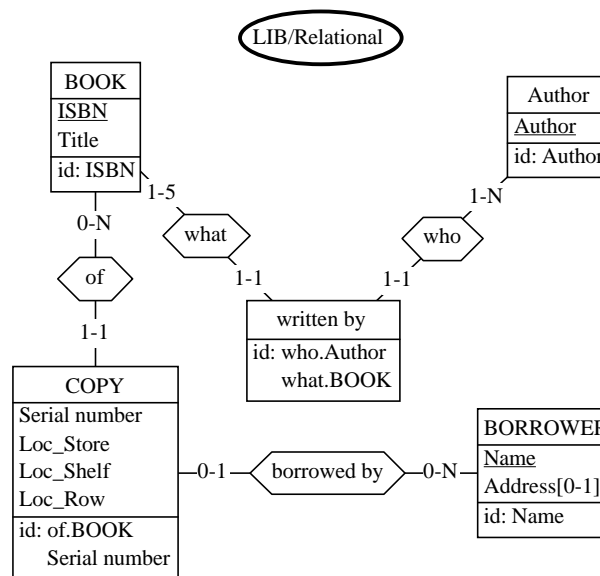 LIB/Relational
BOOK
ISBN
Title
id: ISBN
Author
Author
id: Author
1-5
1-N
0-N
what
who
of
1-1
1-1
written by
id: who.Author
what.BOOK
1-1
COPY
Serial number
Loc_Store
Loc_Shelf
Loc_Row
id: of.BOOK
Serial number
0-1
borrowed by
0-N
BORROWER
Name
Address[0-1]
id: Name